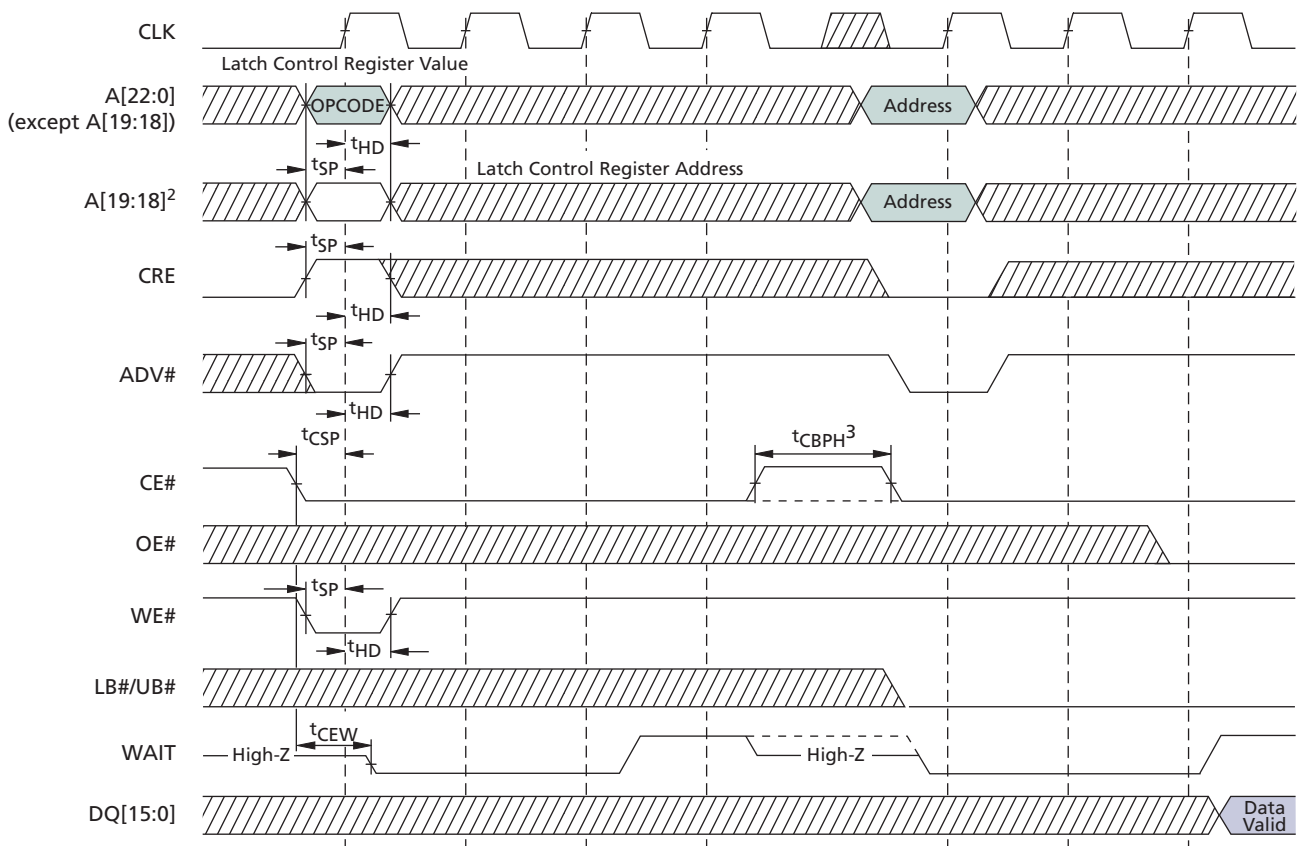 CLK
Latch Control Register Value
A[22:0]
(except A[19:18])
OPCODE
Address
tHD
tSP
Latch Control Register Address
A[19:18]2
Address
tSP
CRE
tHD
tSP
ADV#
tHD
tCSP
tCBPH3
CE#
OE#
tSP
WE#
tHD
LB#/UB#
tCEW
WAIT
High-Z
High-Z
DQ[15:0]
Data
Valid